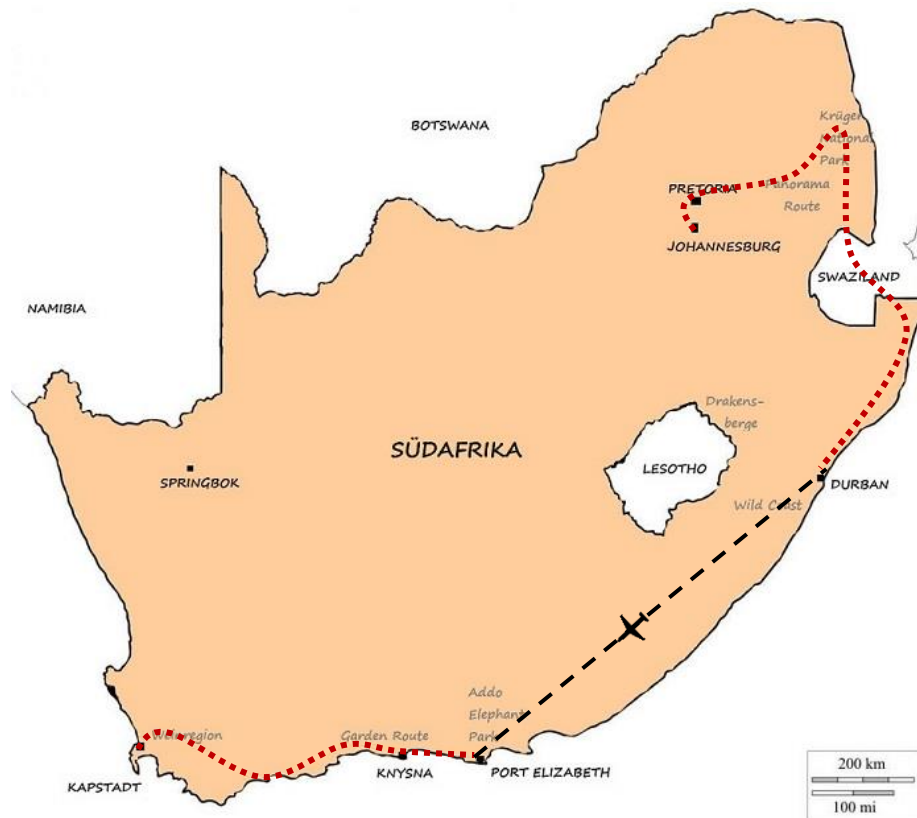 BOTSWANA
Krüger
National
Park
PRETORIA
Panorama
Route
JOHANNESBURG
SWAZILAND
NAMIBIA
Drakens-
berge
SÜDAFRIKA
LESOTHO
SPRINGBOK
DURBAN
Wild Coast
Addo
Elephant
Park
Weinregion
Garden Route
KNYSNA
PORT ELIZABETH
KAPSTADT
200 km
100 mi